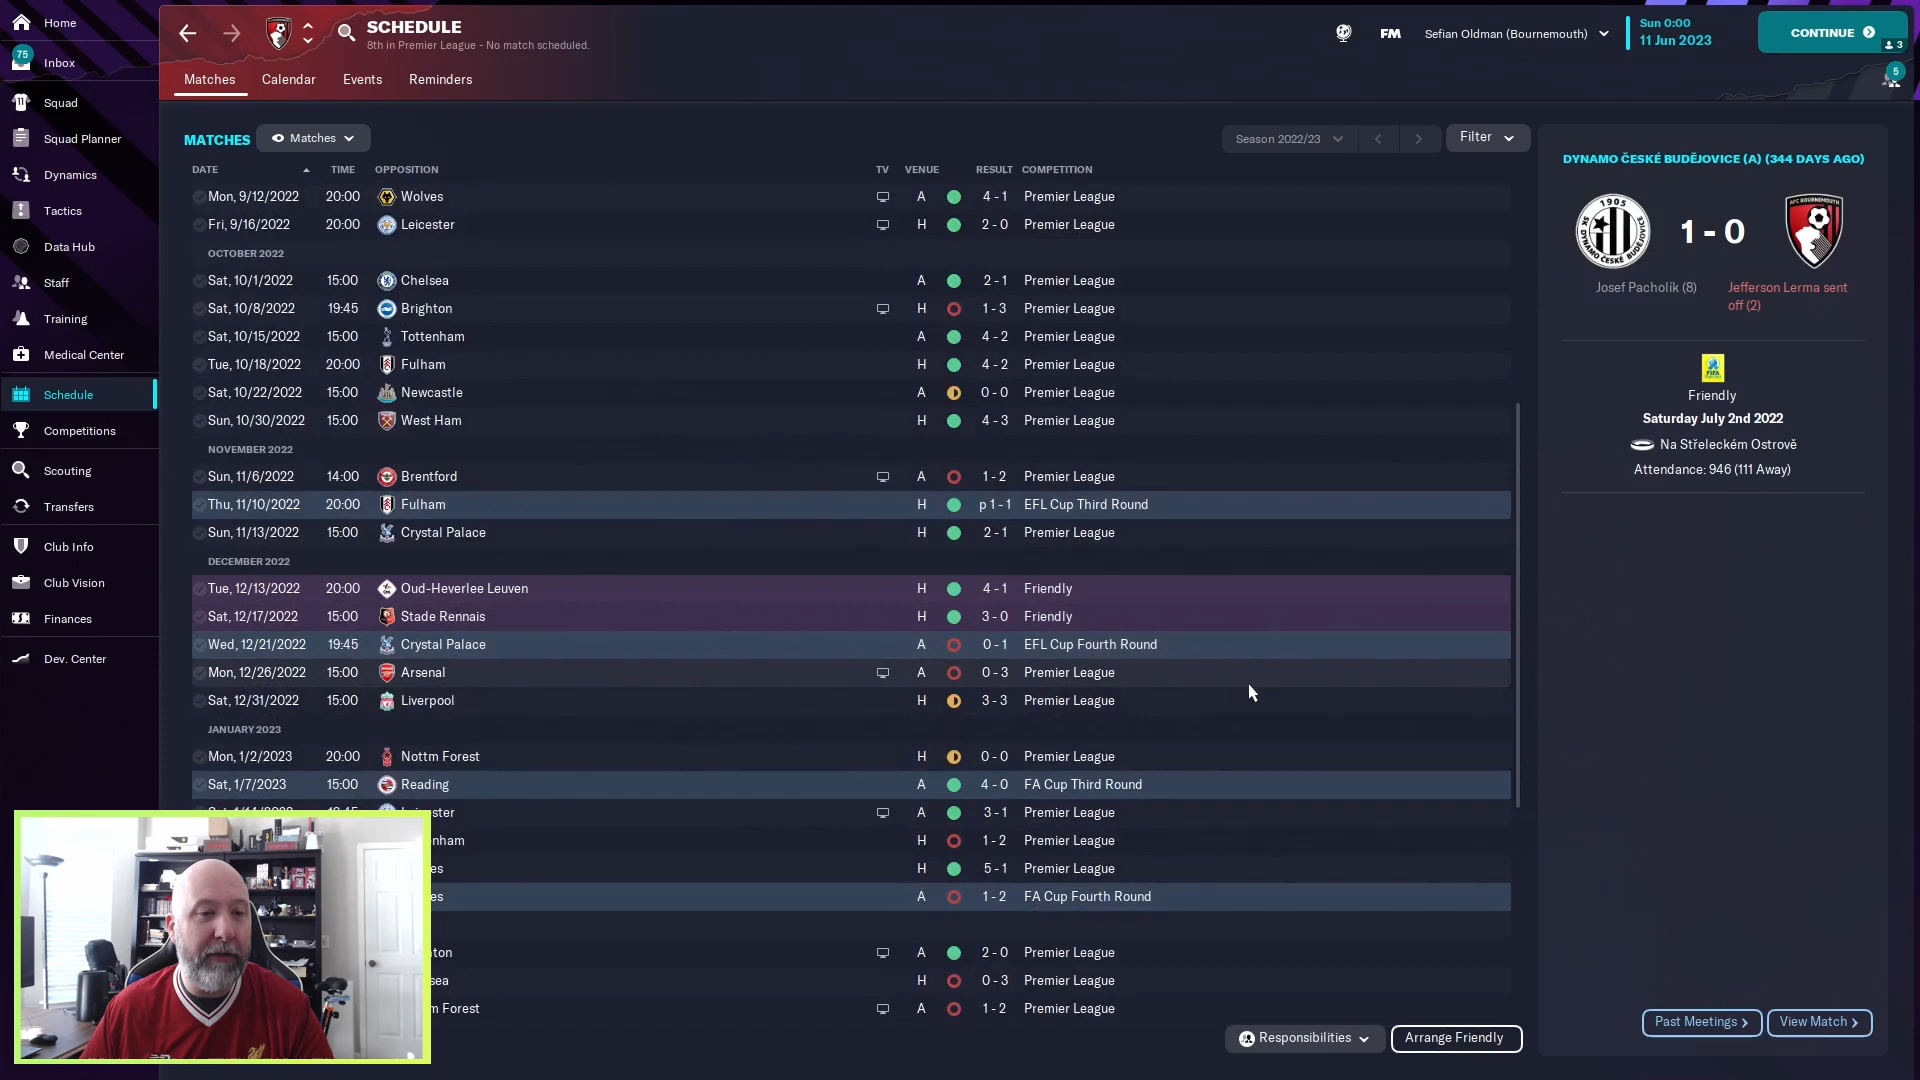 Home
75
Inbox
Squad
Squad Planner
Dynamics
Tactics
Data Hub
Staff
Training
Medical Center
Schedule
Competitions
Scouting
Transfers
Club Info
Club Vision
Finances
Dev. Center
SCHEDULE
8th in Premier League - No match scheduled.
FM
Sefian Oldman (Bournemouth)
Sun 0:00
11 Jun 2023
CONTINUE
3
5
Matches Calendar Events Reminders
MATCHES Matches
Season 2022/23
Filter
DATE TIME OPPOSITION TV VENUE RESULT COMPETITION
Mon, 9/12/2022 20:00 Wolves A 4 - 1 Premier League
Fri, 9/16/2022 20:00 Leicester H 2 - 0 Premier League
OCTOBER 2022
Sat, 10/1/2022 15:00 Chelsea A 2 - 1 Premier League
Sat, 10/8/2022 19:45 Brighton H 1 - 3 Premier League
Sat, 10/15/2022 15:00 Tottenham A 4 - 2 Premier League
Tue, 10/18/2022 20:00 Fulham H 4 - 2 Premier League
Sat, 10/22/2022 15:00 Newcastle A 0 - 0 Premier League
Sun, 10/30/2022 15:00 West Ham H 4 - 3 Premier League
NOVEMBER 2022
Sun, 11/6/2022 14:00 Brentford A 1 - 2 Premier League
Thu, 11/10/2022 20:00 Fulham H p 1 - 1 EFL Cup Third Round
Sun, 11/13/2022 15:00 Crystal Palace H 2 - 1 Premier League
DECEMBER 2022
Tue, 12/13/2022 20:00 Oud-Heverlee Leuven H 4 - 1 Friendly
Sat, 12/17/2022 15:00 Stade Rennais H 3 - 0 Friendly
Wed, 12/21/2022 19:45 Crystal Palace A 0 - 1 EFL Cup Fourth Round
Mon, 12/26/2022 15:00 Arsenal A 0 - 3 Premier League
Sat, 12/31/2022 15:00 Liverpool H 3 - 3 Premier League
JANUARY 2023
Mon, 1/2/2023 20:00 Nottm Forest H 0 - 0 Premier League
Sat, 1/7/2023 15:00 Reading A 4 - 0 FA Cup Third Round
ster A 3 - 1 Premier League
enham H 1 - 2 Premier League
es H 5 - 1 Premier League
es A 1 - 2 FA Cup Fourth Round
ton A 2 - 0 Premier League
sea H 0 - 3 Premier League
m Forest A 1 - 2 Premier League
Responsibilities
Arrange Friendly
DYNAMO ČESKÉ BUDĚJOVICE (A) (344 DAYS AGO)
1905
SK DYNAMO ČESKÉ BUDĚJOVICE
1 - 0
AFC BOURNEMOUTH
Josef Pacholík (8)
Jefferson Lerma sent
off (2)
FIFA
Friendly
Saturday July 2nd 2022
Na Střeleckém Ostrově
Attendance: 946 (111 Away)
Past Meetings
View Match